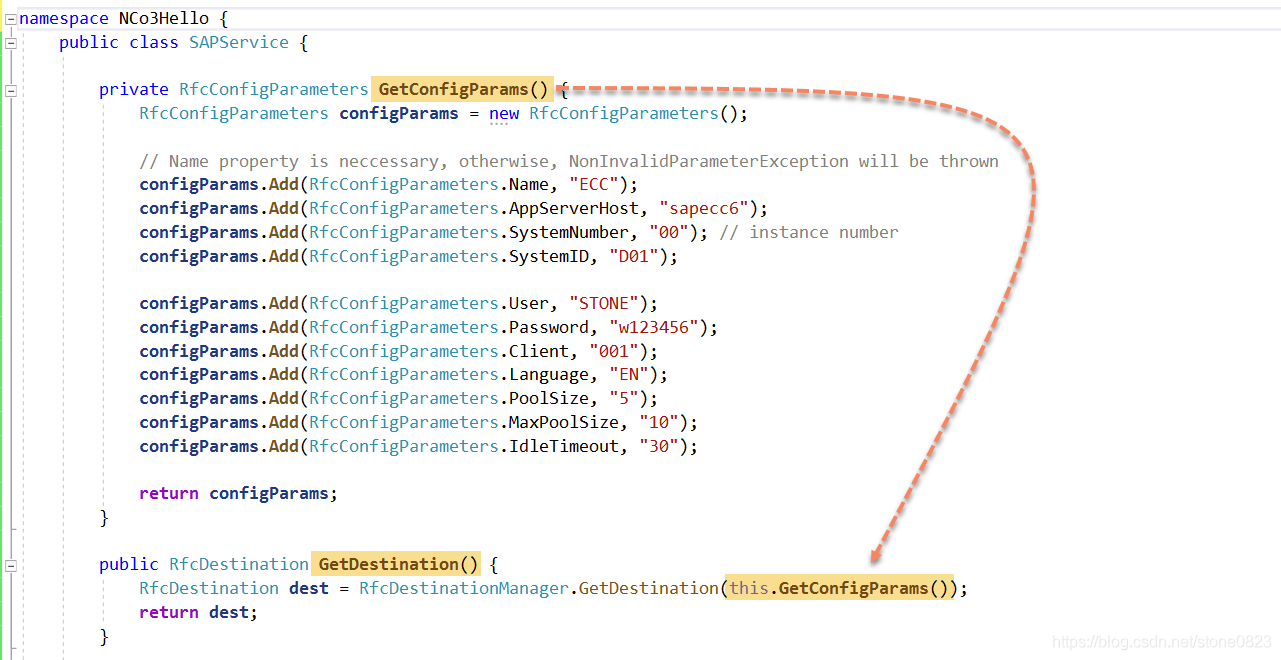 namespace NCo3Hello {
public class SAPService {
private RfcConfigParameters GetConfigParams() {
RfcConfigParameters configParams = new RfcConfigParameters();
// Name property is neccessary, otherwise, NonInvalidParameterException will be thrown
configParams.Add(RfcConfigParameters.Name, "ECC");
configParams.Add(RfcConfigParameters.AppServerHost, "sapecc6");
configParams.Add(RfcConfigParameters.SystemNumber, "00"); // instance number
configParams.Add(RfcConfigParameters.SystemID, "D01");
configParams.Add(RfcConfigParameters.User, "STONE");
configParams.Add(RfcConfigParameters.Password, "w123456");
configParams.Add(RfcConfigParameters.Client, "001");
configParams.Add(RfcConfigParameters.Language, "EN");
configParams.Add(RfcConfigParameters.PoolSize, "5");
configParams.Add(RfcConfigParameters.MaxPoolSize, "10");
configParams.Add(RfcConfigParameters.IdleTimeout, "30");
return configParams;
}
public RfcDestination GetDestination() {
RfcDestination dest = RfcDestinationManager.GetDestination(this.GetConfigParams());
return dest;
}
https://blog.csdn.net/stone0823